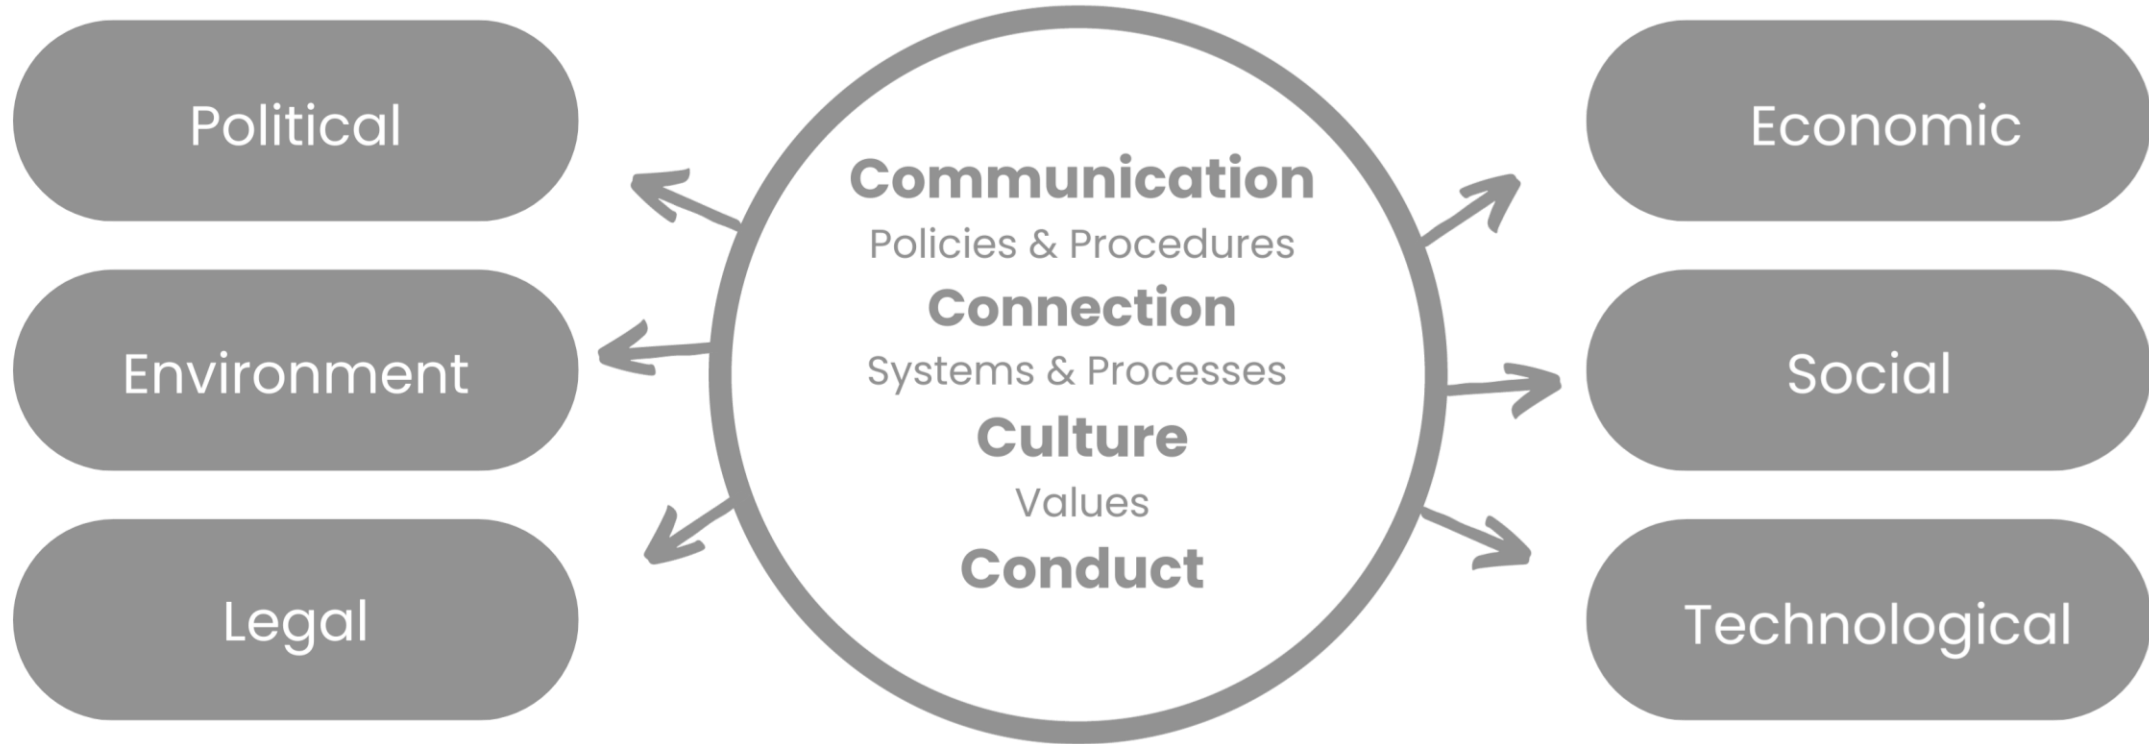 Political
Environment
Legal
Communication
Policies & Procedures
Connection
Systems & Processes
Culture
Values
Conduct
Economic
Social
Technological